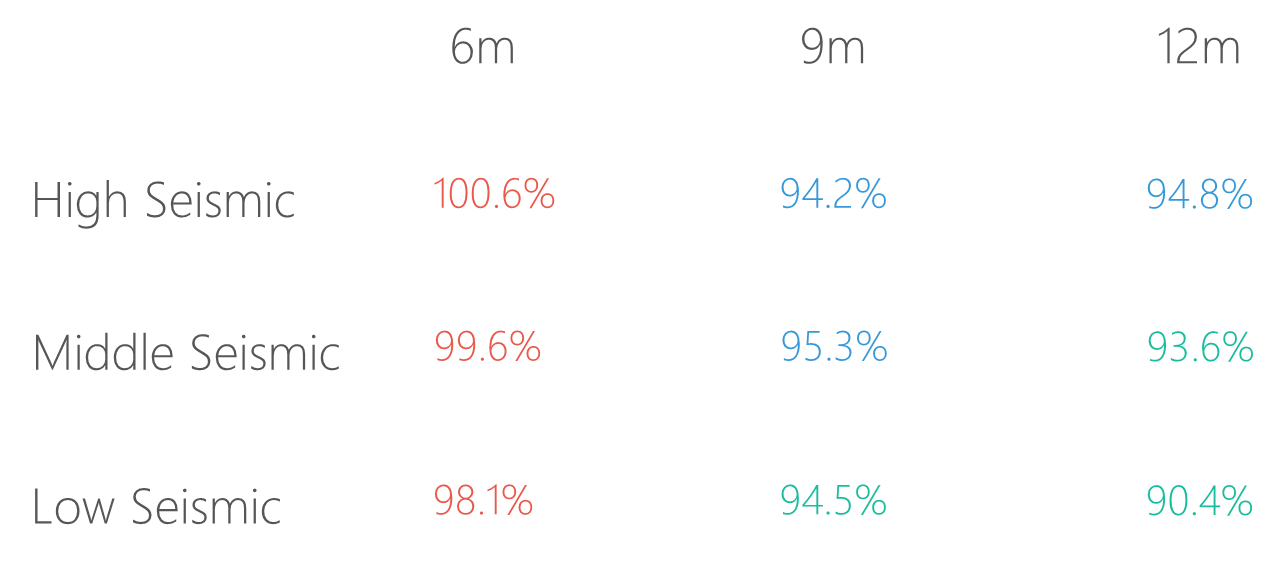 6m 9m 12m
High Seismic 100.6% 94.2% 94.8%
Middle Seismic 99.6% 95.3% 93.6%
Low Seismic 98.1% 94.5% 90.4%